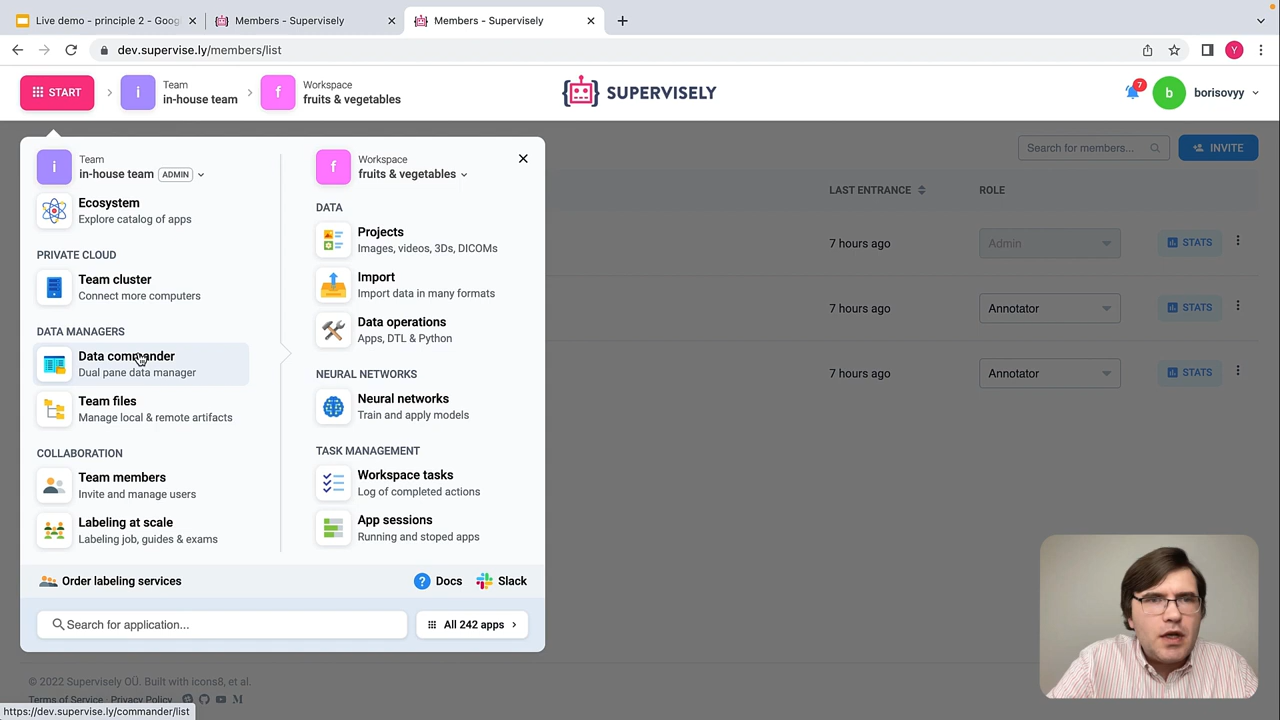 Live demo - principle 2 - Goog
Members - Supervisely
Members - Supervisely
dev.supervise.ly/members/list
Y
START
i
Team
in-house team
f
Workspace
fruits & vegetables
SUPERVISELY
7
b
borisovyy
Search for members...
INVITE
LAST ENTRANCE
ROLE
7 hours ago
Admin
STATS
7 hours ago
Annotator
STATS
7 hours ago
Annotator
STATS
i
Team
in-house team
ADMIN
Ecosystem
Explore catalog of apps
PRIVATE CLOUD
Team cluster
Connect more computers
DATA MANAGERS
Data commander
Dual pane data manager
Team files
Manage local & remote artifacts
COLLABORATION
Team members
Invite and manage users
Labeling at scale
Labeling job, guides & exams
f
Workspace
fruits & vegetables
DATA
Projects
Images, videos, 3Ds, DICOMs
Import
Import data in many formats
Data operations
Apps, DTL & Python
NEURAL NETWORKS
Neural networks
Train and apply models
TASK MANAGEMENT
Workspace tasks
Log of completed actions
App sessions
Running and stoped apps
Order labeling services
? Docs
Slack
Search for application...
All 242 apps
© 2022 Supervisely OÜ. Built with icons8, et al.
Terms of Service · Privacy Policy
https://dev.supervise.ly/commander/list